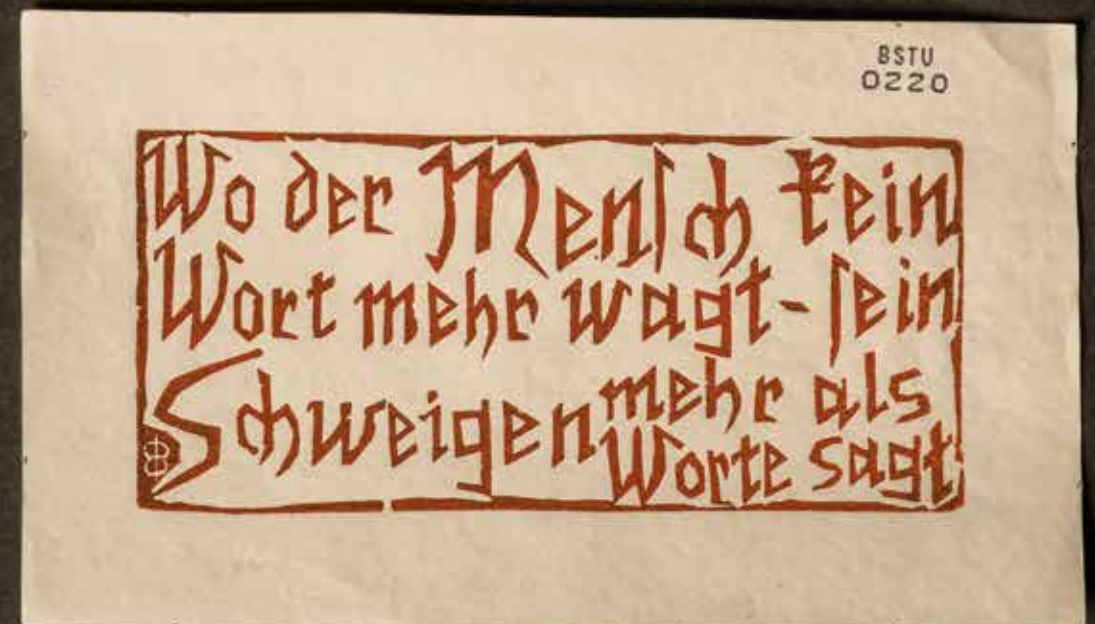 BSTU
0220
Wo der Menſch kein
Wort mehr wagt - ſein
Schweigen mehr als
Worte sagt